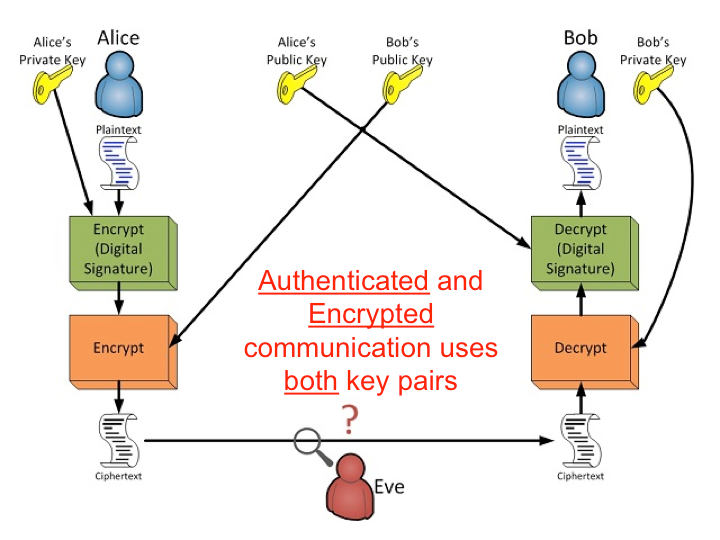 Alice's
Private Key
Alice
Alice's
Public Key
Bob's
Public Key
Bob
Bob's
Private Key
Plaintext
Plaintext
Encrypt
(Digital
Signature)
Decrypt
(Digital
Signature)
Authenticated and
Encrypted
communication uses
both key pairs
Encrypt
Decrypt
?
Ciphertext
Ciphertext
Eve